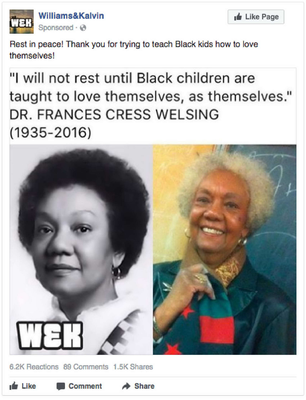 Williams&Kalvin
Sponsored ·
Like Page
W&K
Rest in peace! Thank you for trying to teach Black kids how to love
themselves!
"I will not rest until Black children are
taught to love themselves, as themselves."
DR. FRANCES CRESS WELSING
(1935-2016)
W&K
6.2K Reactions 89 Comments 1.5K Shares
Like Comment Share